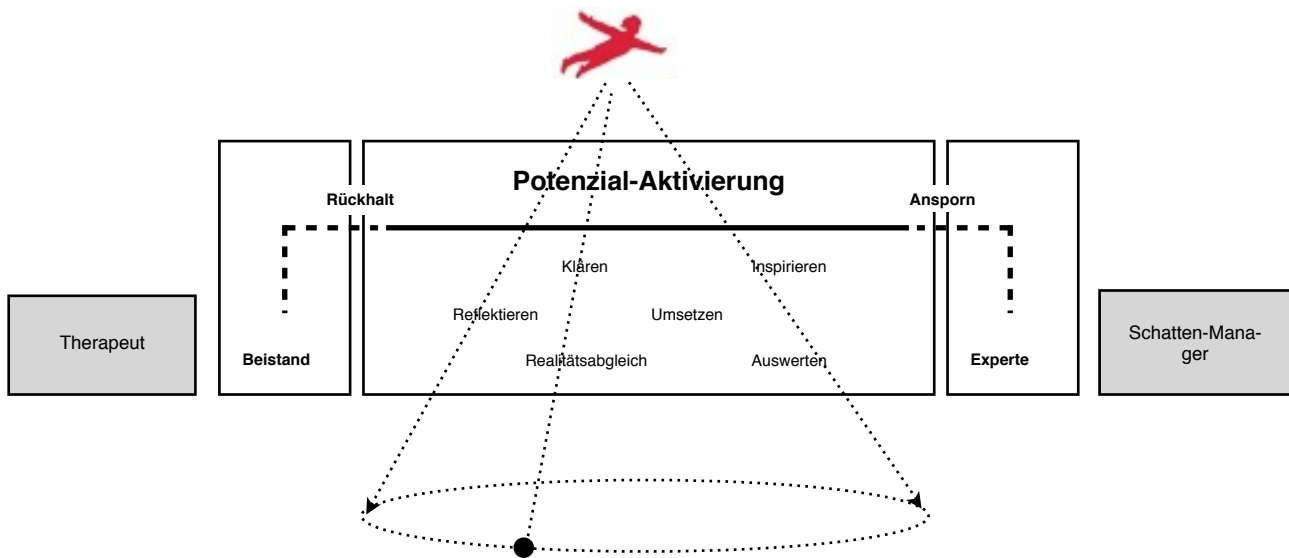 Potenzial-Aktivierung
Rückhalt
Ansporn
Klären
Inspirieren
Reflektieren
Umsetzen
Therapeut
Beistand
Realitätsabgleich
Auswerten
Experte
Schatten-Mana-
ger